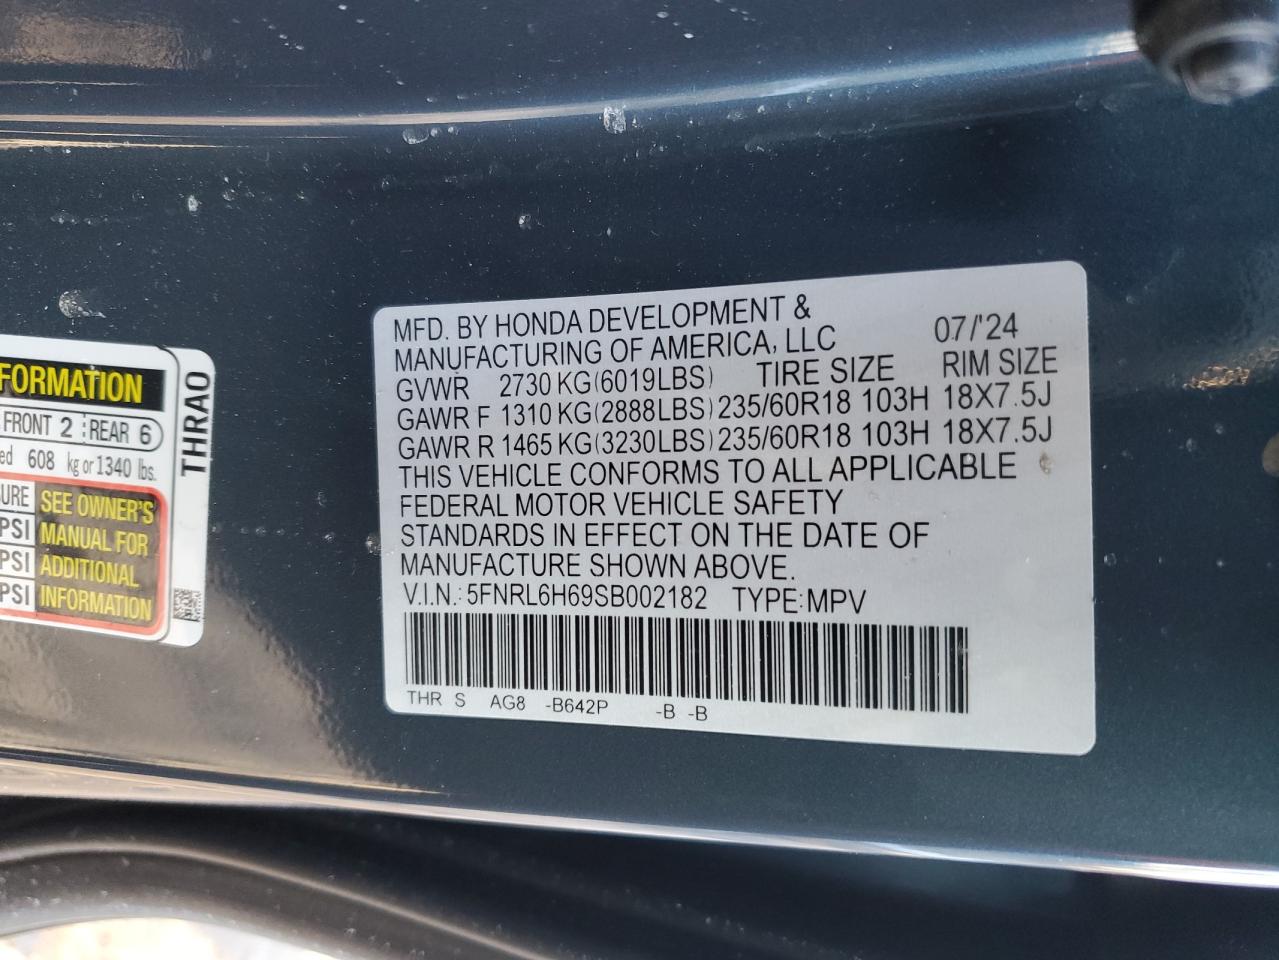 FORMATION
FRONT 2 REAR 6
ed 608 kg or 1340 lbs.
URE SEE OWNER'S
PSI MANUAL FOR
PSI ADDITIONAL
PSI INFORMATION
THRAO
MFD. BY HONDA DEVELOPMENT &
MANUFACTURING OF AMERICA, LLC 07/'24
GVWR 2730 KG(6019LBS) TIRE SIZE RIM SIZE
GAWR F 1310 KG(2888LBS) 235/60R18 103H 18X7.5J
GAWR R 1465 KG(3230LBS) 235/60R18 103H 18X7.5J
THIS VEHICLE CONFORMS TO ALL APPLICABLE
FEDERAL MOTOR VEHICLE SAFETY
STANDARDS IN EFFECT ON THE DATE OF
MANUFACTURE SHOWN ABOVE.
V.I.N.: 5FNRL6H69SB002182 TYPE: MPV
THR S AG8 -B642P -B -B